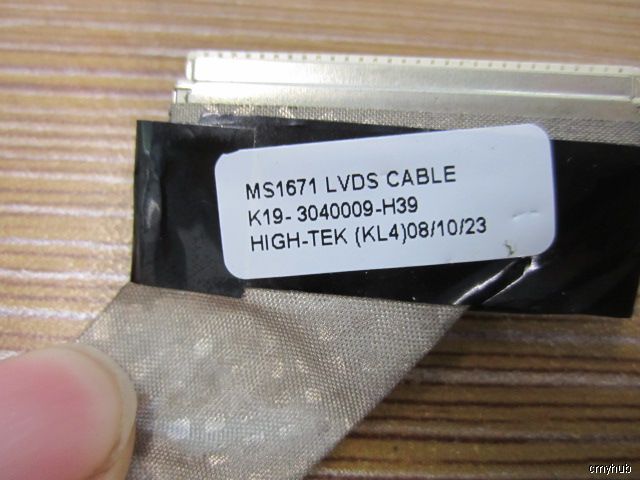 MS1671 LVDS CABLE
K19- 3040009-H39
HIGH-TEK (KL4)08/10/23
cmyhub